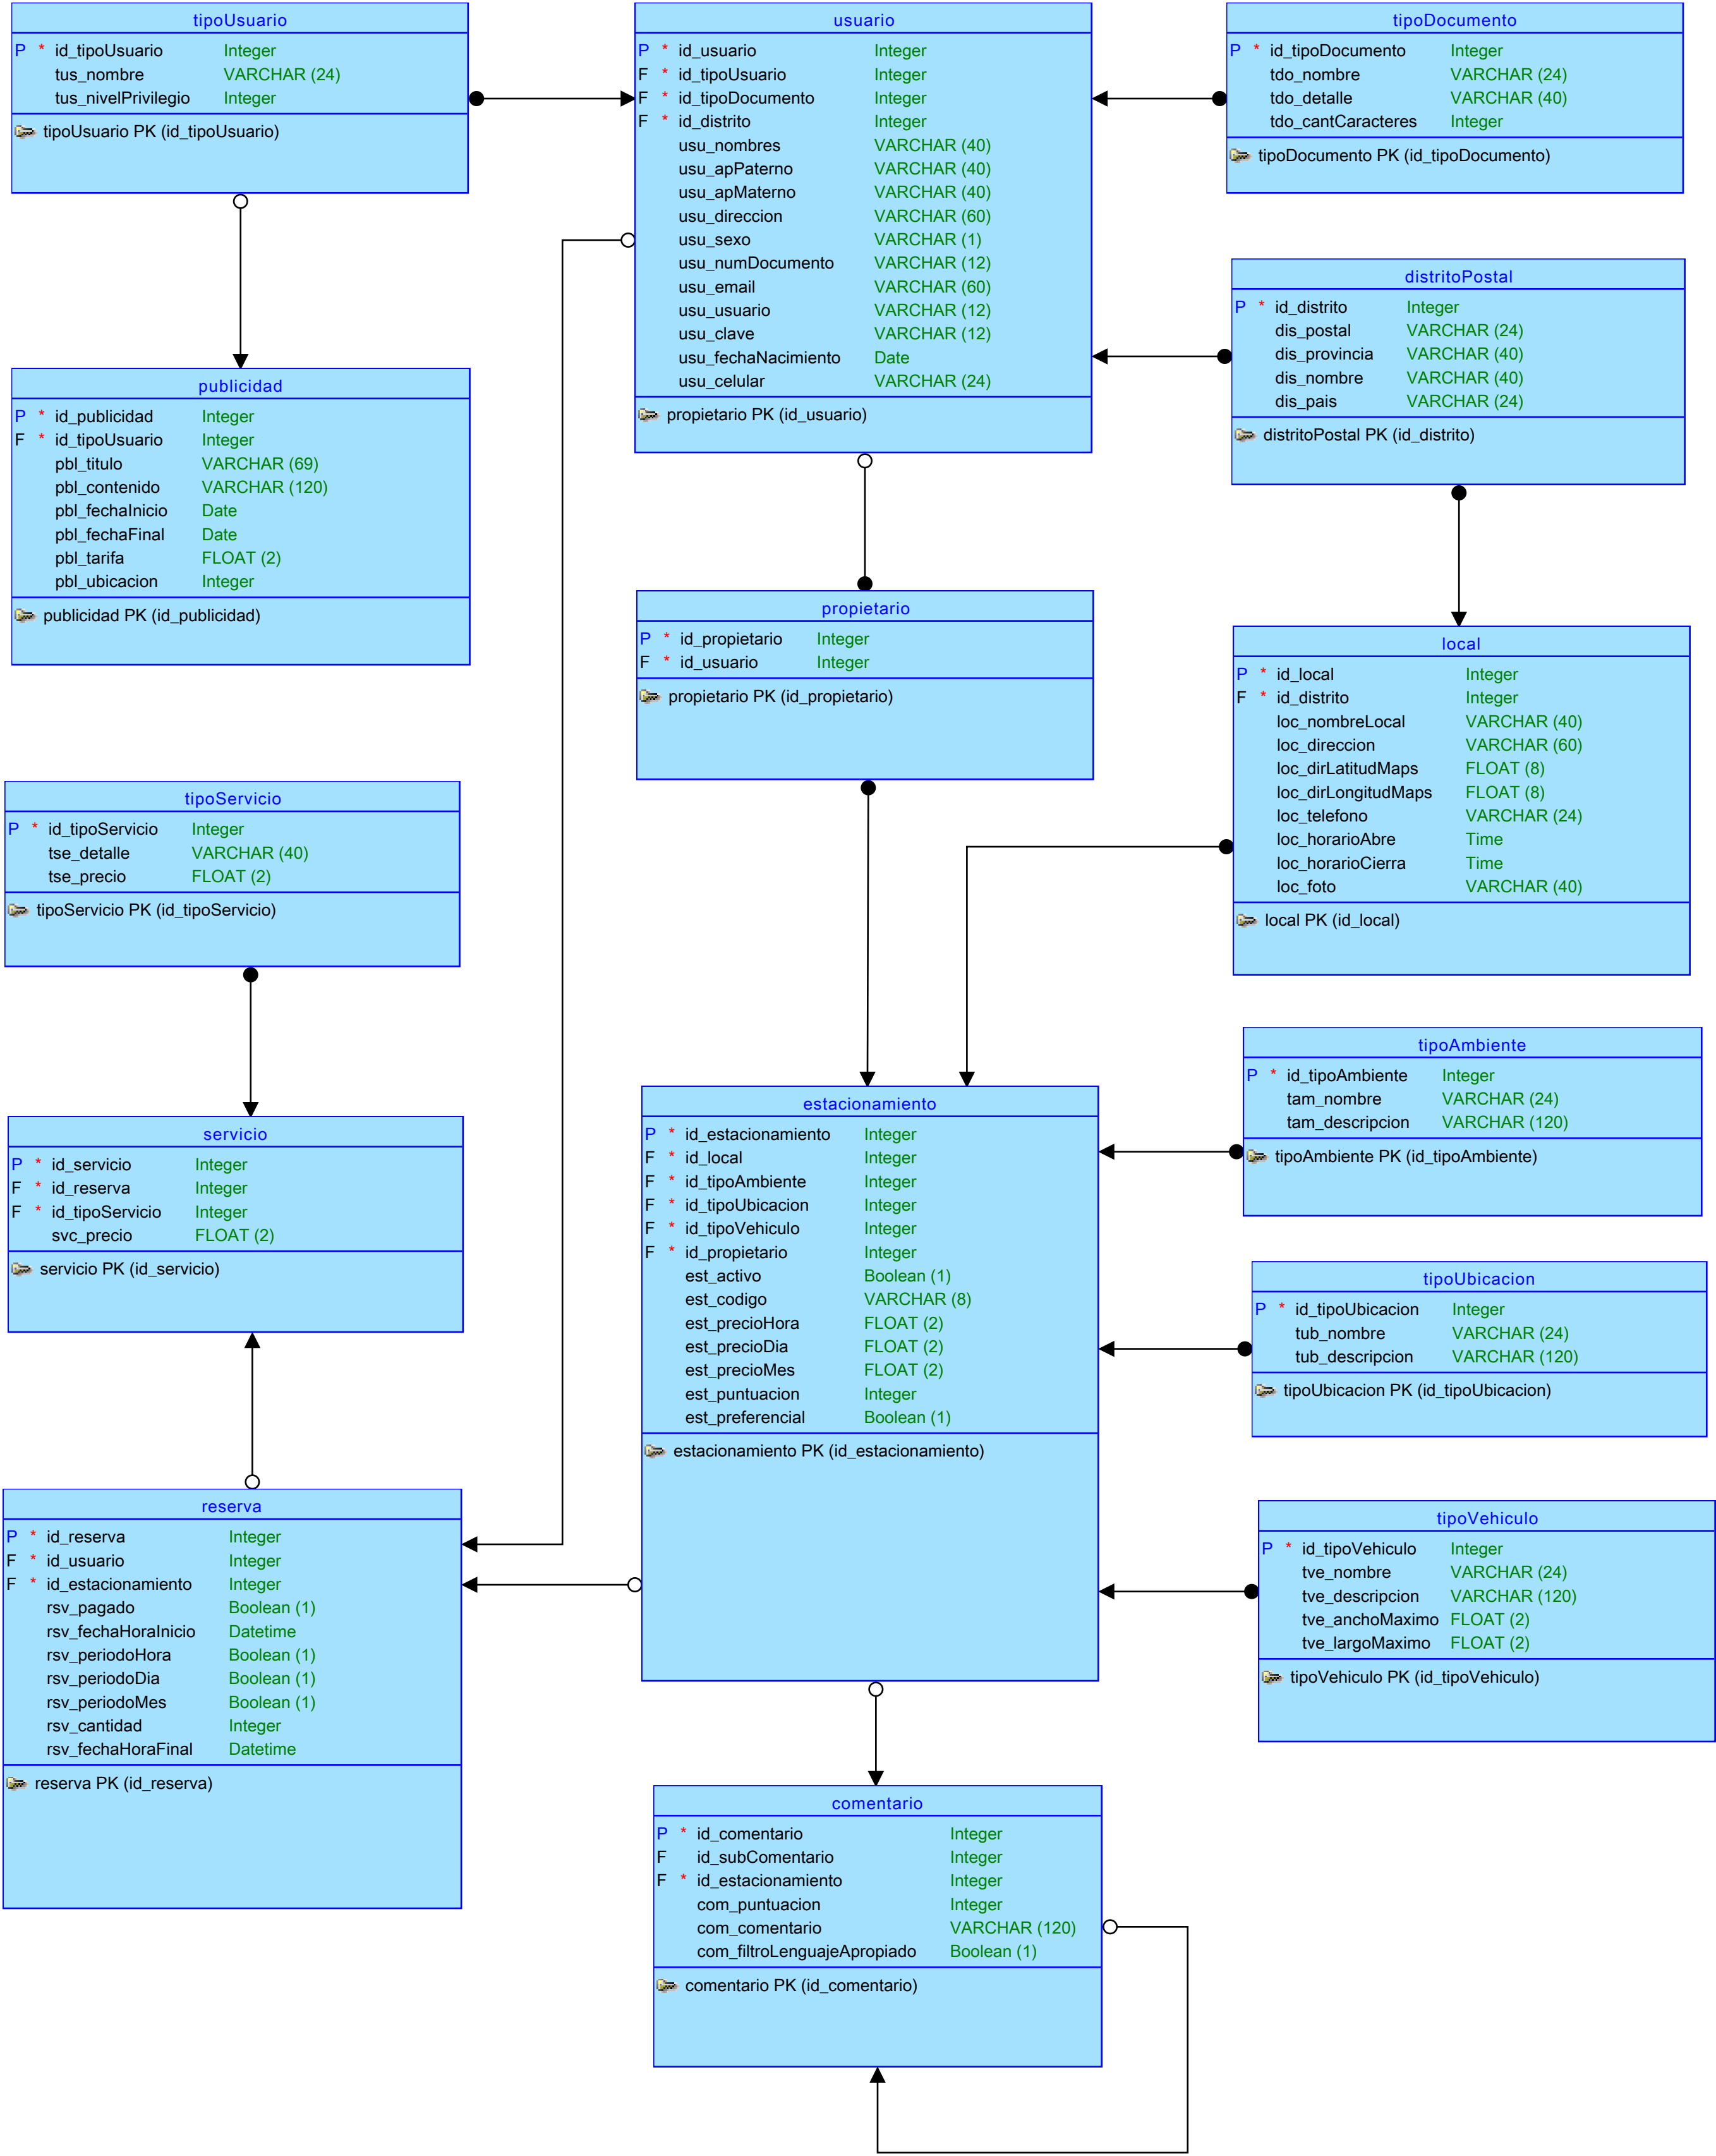 tipoUsuario
P * id_tipoUsuario Integer
tus_nombre VARCHAR (24)
tus_nivelPrivilegio Integer
tipoUsuario PK (id_tipoUsuario)
usuario
P * id_usuario Integer
F * id_tipoUsuario Integer
F * id_tipoDocumento Integer
F * id_distrito Integer
usu_nombres VARCHAR (40)
usu_apPaterno VARCHAR (40)
usu_apMaterno VARCHAR (40)
usu_direccion VARCHAR (60)
usu_sexo VARCHAR (1)
usu_numDocumento VARCHAR (12)
usu_email VARCHAR (60)
usu_usuario VARCHAR (12)
usu_clave VARCHAR (12)
usu_fechaNacimiento Date
usu_celular VARCHAR (24)
propietario PK (id_usuario)
tipoDocumento
P * id_tipoDocumento Integer
tdo_nombre VARCHAR (24)
tdo_detalle VARCHAR (40)
tdo_cantCaracteres Integer
tipoDocumento PK (id_tipoDocumento)
distritoPostal
P * id_distrito Integer
dis_postal VARCHAR (24)
dis_provincia VARCHAR (40)
dis_nombre VARCHAR (40)
dis_pais VARCHAR (24)
distritoPostal PK (id_distrito)
publicidad
P * id_publicidad Integer
F * id_tipoUsuario Integer
pbl_titulo VARCHAR (69)
pbl_contenido VARCHAR (120)
pbl_fechaInicio Date
pbl_fechaFinal Date
pbl_tarifa FLOAT (2)
pbl_ubicacion Integer
publicidad PK (id_publicidad)
propietario
P * id_propietario Integer
F * id_usuario Integer
propietario PK (id_propietario)
local
P * id_local Integer
F * id_distrito Integer
loc_nombreLocal VARCHAR (40)
loc_direccion VARCHAR (60)
loc_dirLatitudMaps FLOAT (8)
loc_dirLongitudMaps FLOAT (8)
loc_telefono VARCHAR (24)
loc_horarioAbre Time
loc_horarioCierra Time
loc_foto VARCHAR (40)
local PK (id_local)
tipoServicio
P * id_tipoServicio Integer
tse_detalle VARCHAR (40)
tse_precio FLOAT (2)
tipoServicio PK (id_tipoServicio)
servicio
P * id_servicio Integer
F * id_reserva Integer
F * id_tipoServicio Integer
svc_precio FLOAT (2)
servicio PK (id_servicio)
estacionamiento
P * id_estacionamiento Integer
F * id_local Integer
F * id_tipoAmbiente Integer
F * id_tipoUbicacion Integer
F * id_tipoVehiculo Integer
F * id_propietario Integer
est_activo Boolean (1)
est_codigo VARCHAR (8)
est_precioHora FLOAT (2)
est_precioDia FLOAT (2)
est_precioMes FLOAT (2)
est_puntuacion Integer
est_preferencial Boolean (1)
estacionamiento PK (id_estacionamiento)
tipoAmbiente
P * id_tipoAmbiente Integer
tam_nombre VARCHAR (24)
tam_descripcion VARCHAR (120)
tipoAmbiente PK (id_tipoAmbiente)
tipoUbicacion
P * id_tipoUbicacion Integer
tub_nombre VARCHAR (24)
tub_descripcion VARCHAR (120)
tipoUbicacion PK (id_tipoUbicacion)
reserva
P * id_reserva Integer
F * id_usuario Integer
F * id_estacionamiento Integer
rsv_pagado Boolean (1)
rsv_fechaHoraInicio Datetime
rsv_periodoHora Boolean (1)
rsv_periodoDia Boolean (1)
rsv_periodoMes Boolean (1)
rsv_cantidad Integer
rsv_fechaHoraFinal Datetime
reserva PK (id_reserva)
tipoVehiculo
P * id_tipoVehiculo Integer
tve_nombre VARCHAR (24)
tve_descripcion VARCHAR (120)
tve_anchoMaximo FLOAT (2)
tve_largoMaximo FLOAT (2)
tipoVehiculo PK (id_tipoVehiculo)
comentario
P * id_comentario Integer
F id_subComentario Integer
F * id_estacionamiento Integer
com_puntuacion Integer
com_comentario VARCHAR (120)
com_filtroLenguajeApropiado Boolean (1)
comentario PK (id_comentario)